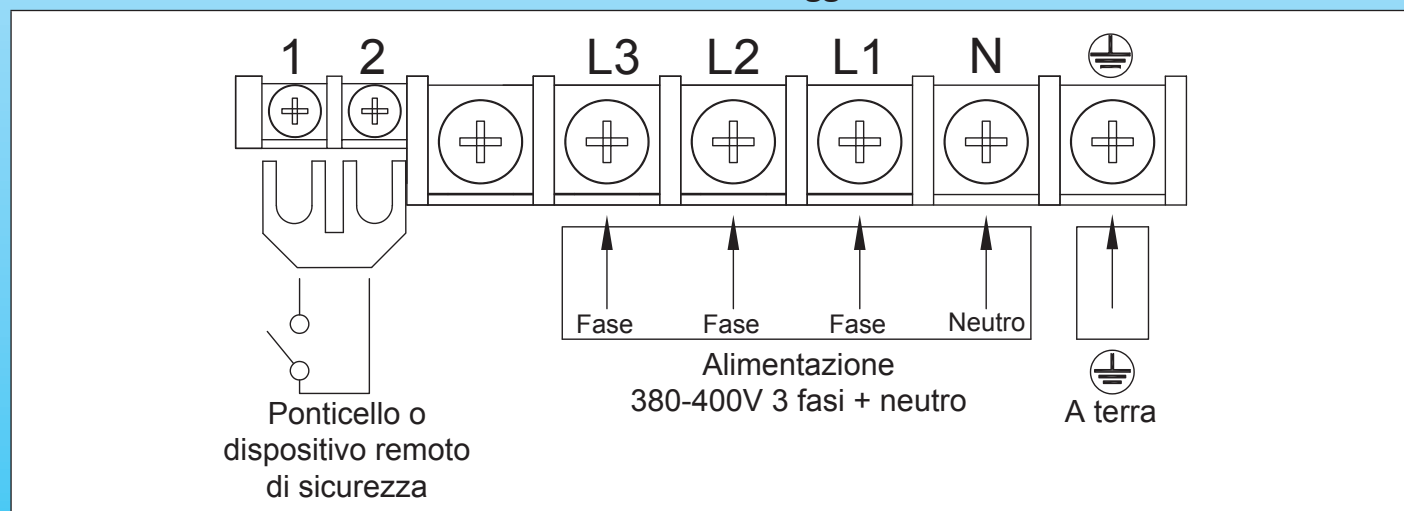 1 2 L3 L2 L1 N
Fase Fase Fase Neutro
Alimentazione
380-400V 3 fasi + neutro
A terra
Ponticello o
dispositivo remoto
di sicurezza